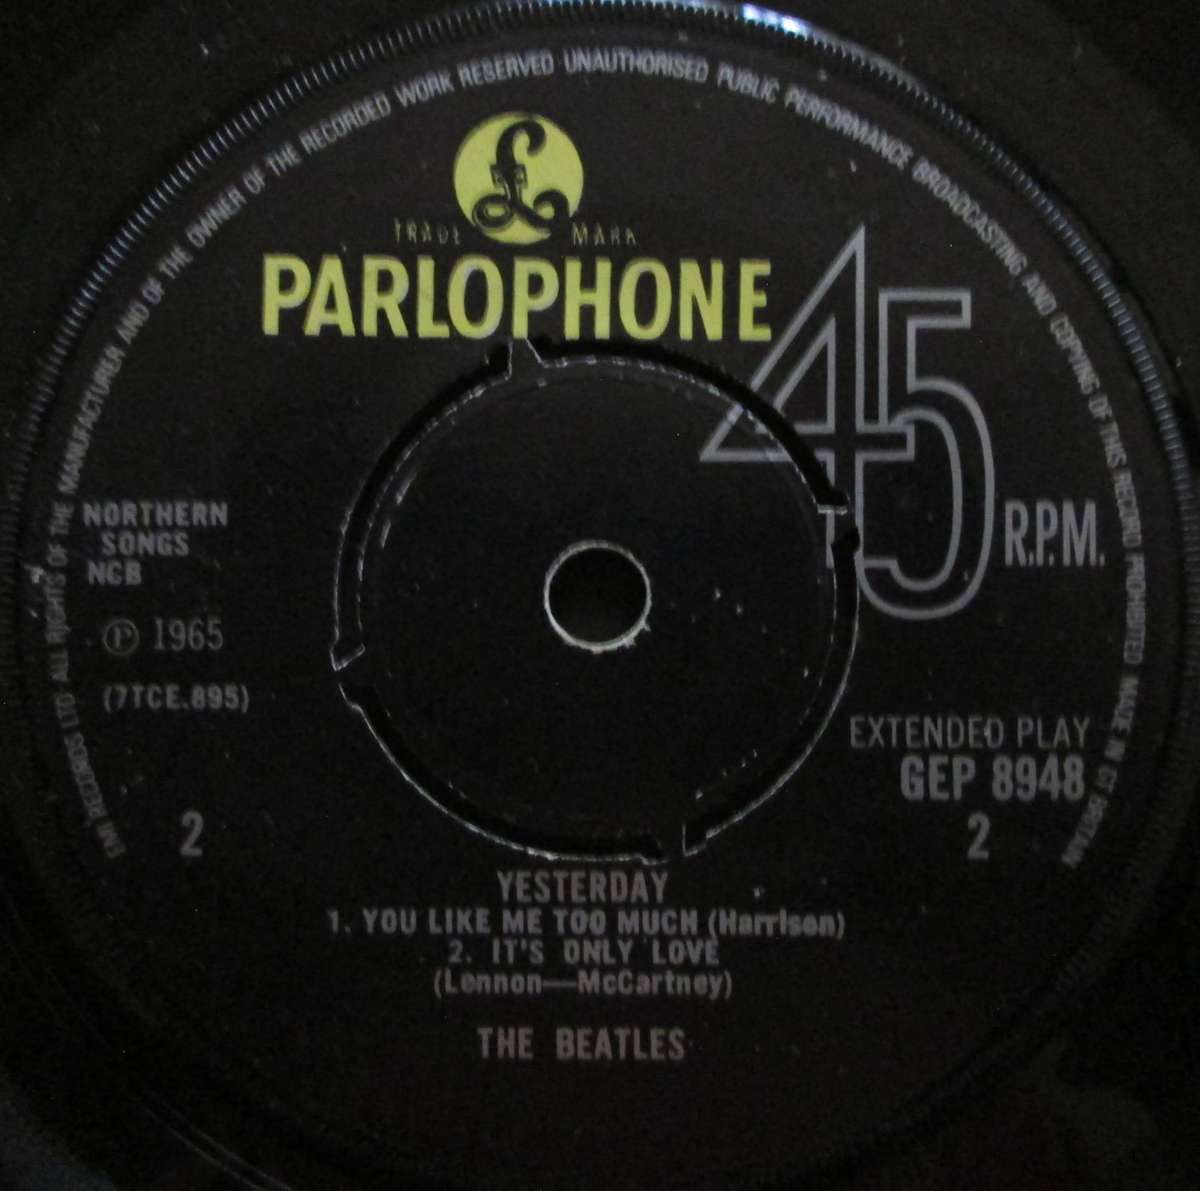 EMI RECORDS LTD. ALL RIGHTS OF THE MANUFACTURER AND OF THE OWNER OF THE RECORDED WORK RESERVED UNAUTHORISED PUBLIC PERFORMANCE BROADCASTING AND COPYING OF THIS RECORD PROHIBITED MADE IN GT BRITAIN
£
TRADE MARK
PARLOPHONE
45
R.P.M.
NORTHERN
SONGS
NCB
℗ 1965
(7TCE.895)
EXTENDED PLAY
GEP 8948
2 2
YESTERDAY
1. YOU LIKE ME TOO MUCH (Harrison)
2. IT'S ONLY LOVE
(Lennon—McCartney)
THE BEATLES